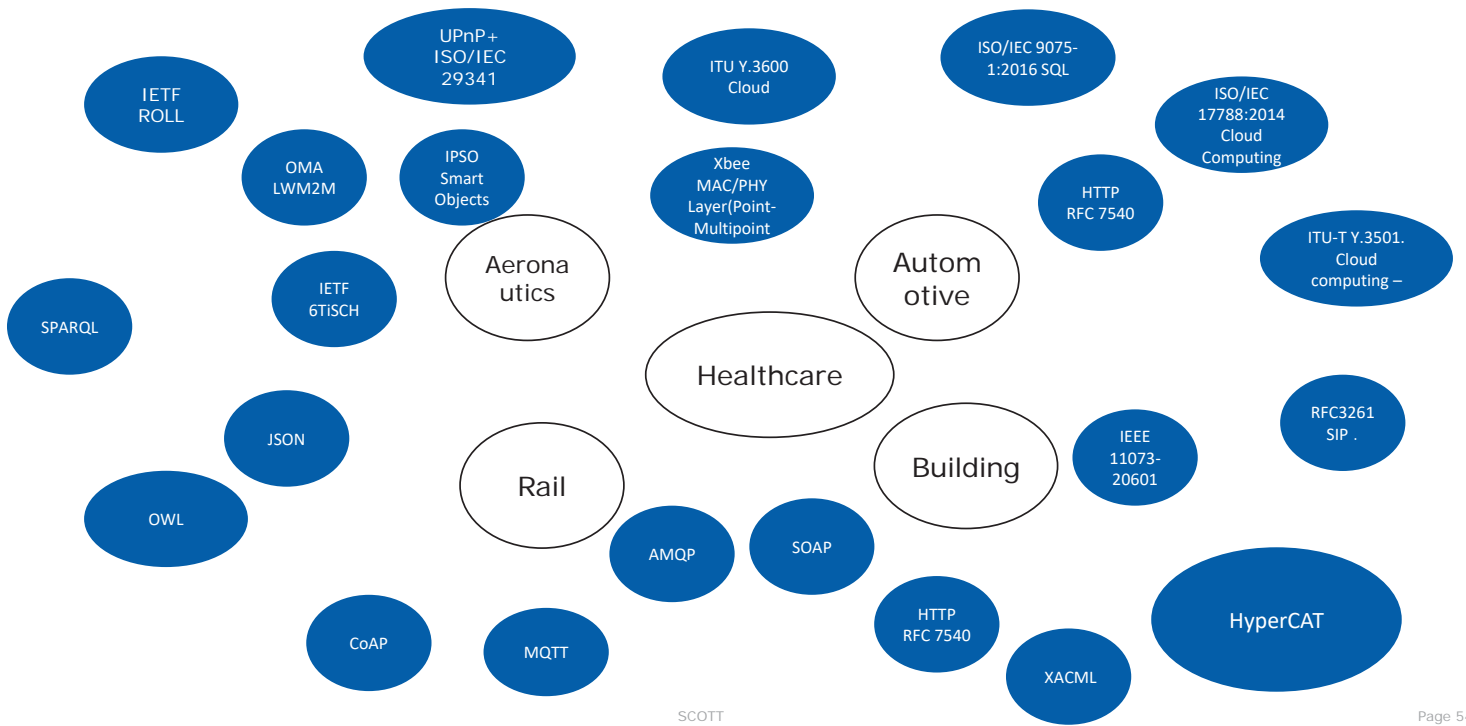 UPnP+
ISO/IEC
29341
ITU Y.3600
Cloud
ISO/IEC 9075-
1:2016 SQL
IETF
ROLL
ISO/IEC
17788:2014
Cloud
Computing
OMA
LWM2M
IPSO
Smart
Objects
Xbee
MAC/PHY
Layer(Point-
Multipoint
HTTP
RFC 7540
ITU-T Y.3501.
Cloud
computing –
Aerona
utics
Autom
otive
IETF
6TiSCH
SPARQL
Healthcare
JSON
RFC3261
SIP .
IEEE
11073-
20601
Building
Rail
OWL
AMQP
SOAP
HTTP
RFC 7540
HyperCAT
CoAP
MQTT
XACML
SCOTT
Page 5